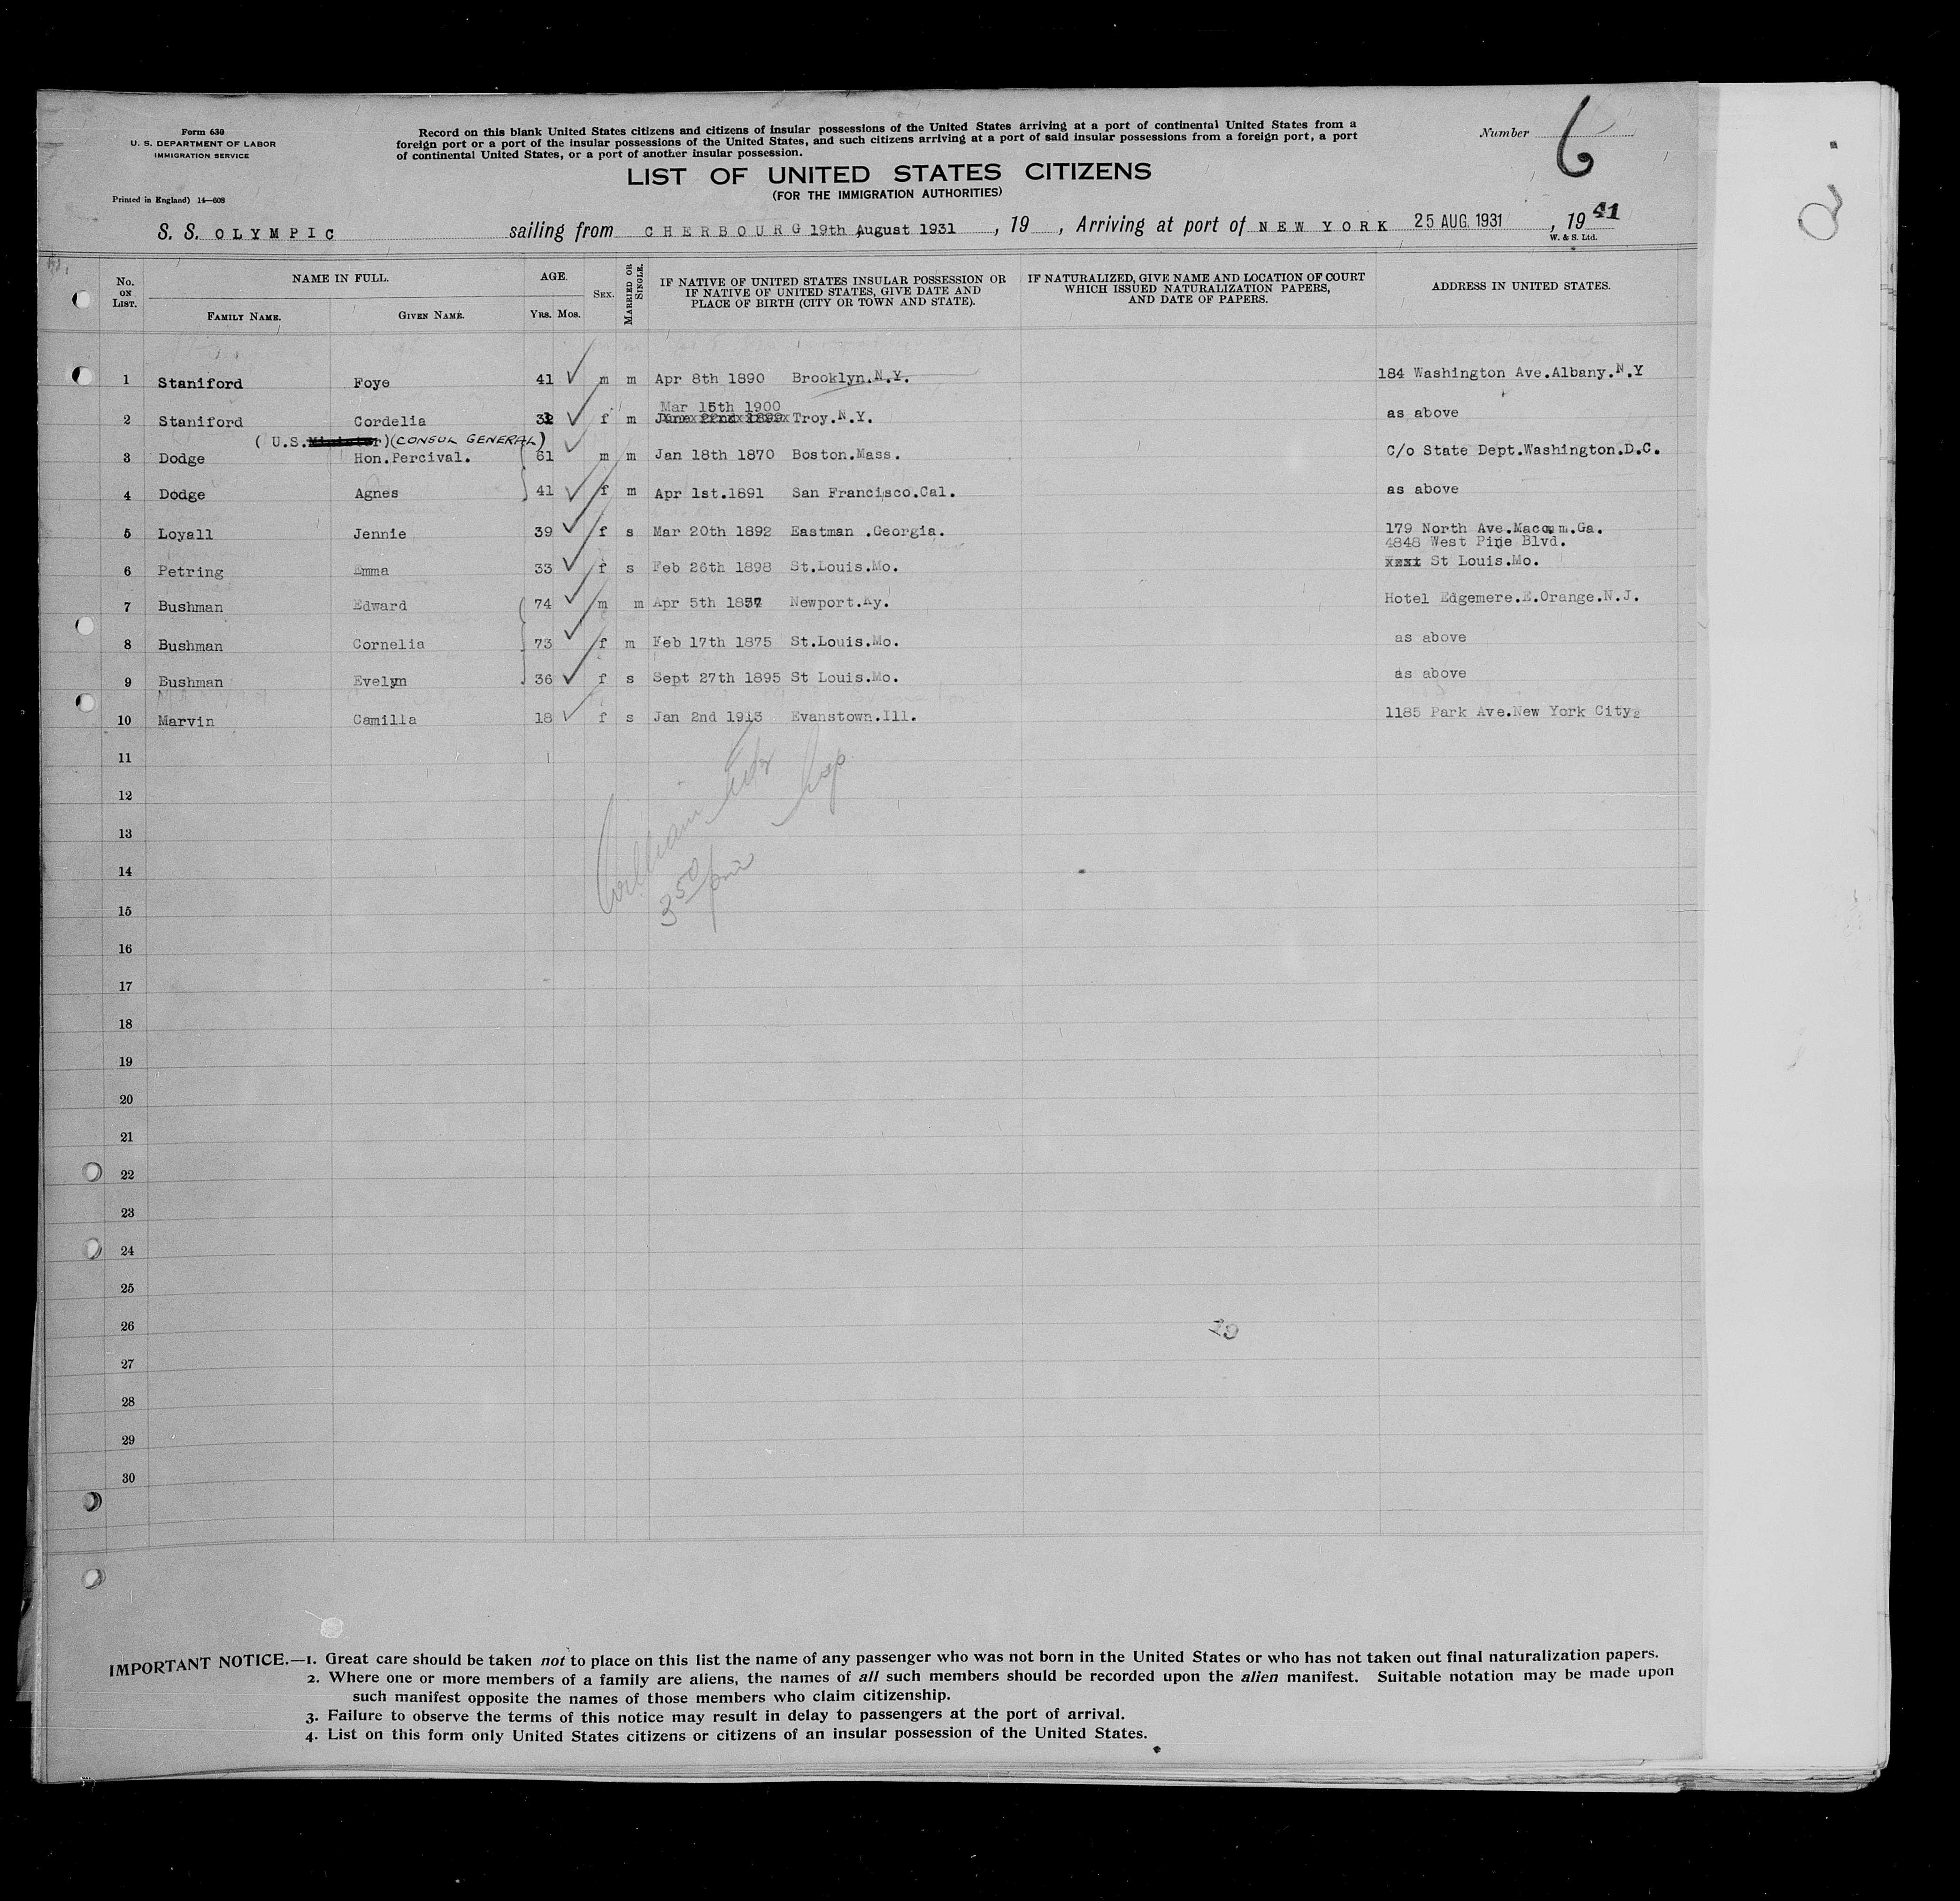 Form 630
U. S. DEPARTMENT OF LABOR
IMMIGRATION SERVICE
Printed in England) 14—608
Record on this blank United States citizens and citizens of insular possessions of the United States arriving at a port of continental United States from a
foreign port or a port of the insular possessions of the United States, and such citizens arriving at a port of said insular possessions from a foreign port, a port
of continental United States, or a port of another insular possession.
Number 6
LIST OF UNITED STATES CITIZENS
(FOR THE IMMIGRATION AUTHORITIES)
S. S. OLYMPIC sailing from CHERBOURG 19th August 1931 , 19 , Arriving at port of NEW YORK 25 AUG. 1931 , 19 41
W. & S. Ltd.
No. ON LIST. NAME IN FULL. FAMILY NAME. GIVEN NAME. AGE. YRS. MOS. SEX. MARRIED OR SINGLE. IF NATIVE OF UNITED STATES INSULAR POSSESSION OR IF NATIVE OF UNITED STATES, GIVE DATE AND PLACE OF BIRTH (CITY OR TOWN AND STATE). IF NATURALIZED, GIVE NAME AND LOCATION OF COURT WHICH ISSUED NATURALIZATION PAPERS, AND DATE OF PAPERS. ADDRESS IN UNITED STATES.
1 Staniford Foye 41 m m Apr 8th 1890 Brooklyn.N.Y. 184 Washington Ave.Albany.N.Y
Mar 15th 1900
2 Staniford Cordelia f m Troy.N.Y. as above
( U.S. ) (CONSUL GENERAL)
3 Dodge Hon.Percival. 61 m m Jan 18th 1870 Boston.Mass. C/o State Dept.Washington.D.C.
4 Dodge Agnes 41 f m Apr 1st.1891 San Francisco.Cal. as above
5 Loyall Jennie 39 f s Mar 20th 1892 Eastman .Georgia. 179 North Ave. Ga.
4848 West Pine Blvd.
6 Petring Emma 33 f s Feb 26th 1898 St.Louis.Mo. St Louis.Mo.
7 Bushman Edward 74 m m Apr 5th 1857 Newport.Ky. Hotel Edgemere.E.Orange.N.J.
8 Bushman Cornelia 73 f m Feb 17th 1875 St.Louis.Mo. as above
9 Bushman Evelyn 36 f s Sept 27th 1895 St Louis.Mo. as above
10 Marvin Camilla 18 f s Jan 2nd 1913 Evanstown.Ill. 1185 Park Ave.New York City
11
12
13
14
15
16
17
18
19
20
21
22
23
24
25
26
27
28
29
30
William
3 50 pm
IMPORTANT NOTICE.—1. Great care should be taken not to place on this list the name of any passenger who was not born in the United States or who has not taken out final naturalization papers.
2. Where one or more members of a family are aliens, the names of all such members should be recorded upon the alien manifest. Suitable notation may be made upon
such manifest opposite the names of those members who claim citizenship.
3. Failure to observe the terms of this notice may result in delay to passengers at the port of arrival.
4. List on this form only United States citizens or citizens of an insular possession of the United States.